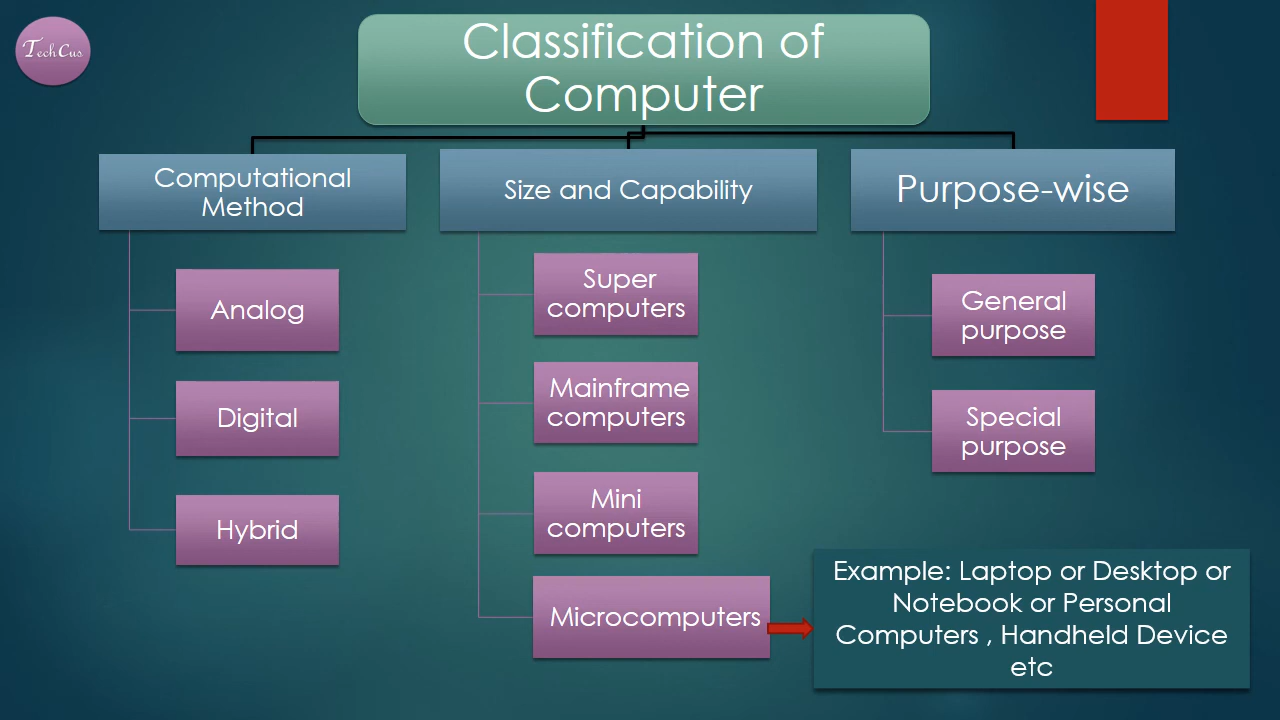 TechCus
Classification of
Computer
Computational
Method
Size and Capability
Purpose-wise
Analog
Digital
Hybrid
Super
computers
Mainframe
computers
Mini
computers
Microcomputers
General
purpose
Special
purpose
Example: Laptop or Desktop or
Notebook or Personal
Computers , Handheld Device
etc